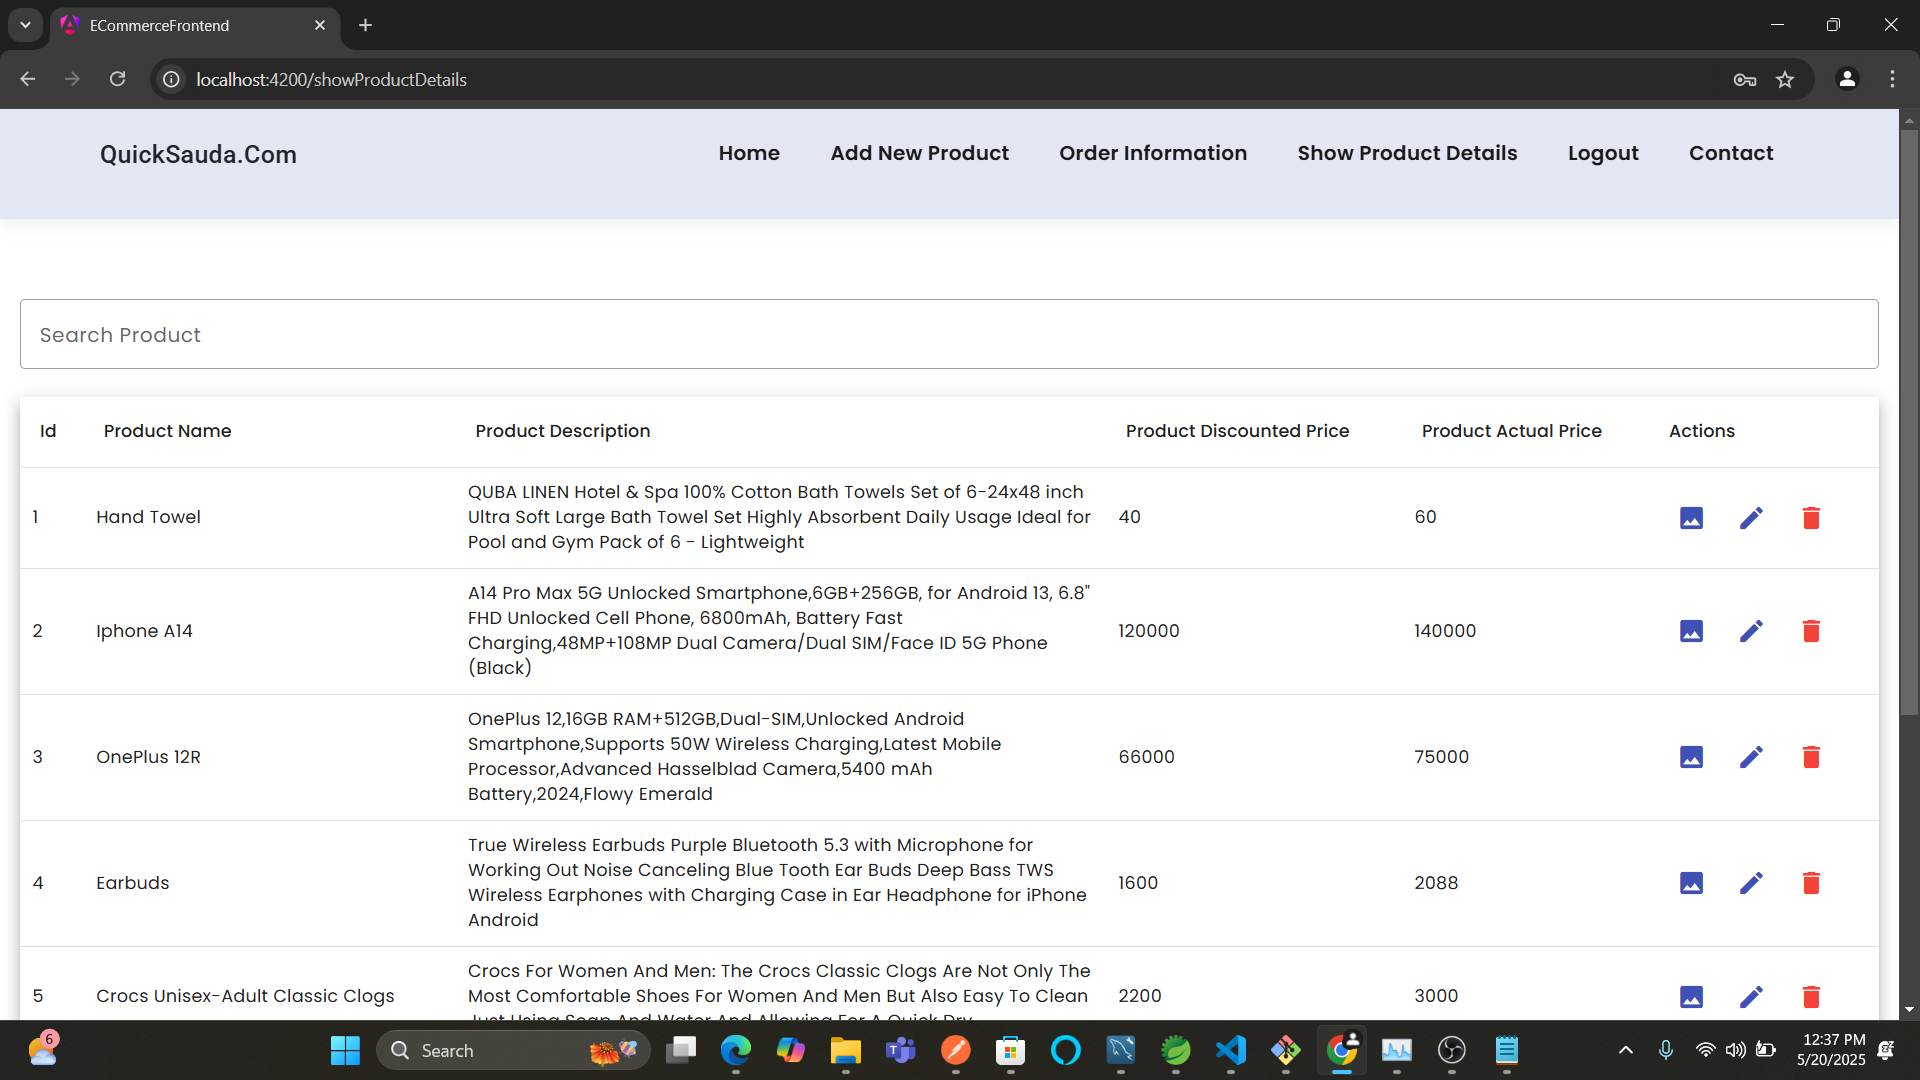 ECommerceFrontend
localhost:4200/showProductDetails
QuickSauda.Com
Home Add New Product Order Information Show Product Details Logout Contact
Search Product
Id Product Name Product Description Product Discounted Price Product Actual Price Actions
1 Hand Towel
QUBA LINEN Hotel & Spa 100% Cotton Bath Towels Set of 6-24x48 inch
Ultra Soft Large Bath Towel Set Highly Absorbent Daily Usage Ideal for
Pool and Gym Pack of 6 - Lightweight
40 60
2 Iphone A14
A14 Pro Max 5G Unlocked Smartphone,6GB+256GB, for Android 13, 6.8"
FHD Unlocked Cell Phone, 6800mAh, Battery Fast
Charging,48MP+108MP Dual Camera/Dual SIM/Face ID 5G Phone
(Black)
120000 140000
3 OnePlus 12R
OnePlus 12,16GB RAM+512GB,Dual-SIM,Unlocked Android
Smartphone,Supports 50W Wireless Charging,Latest Mobile
Processor,Advanced Hasselblad Camera,5400 mAh
Battery,2024,Flowy Emerald
66000 75000
4 Earbuds
True Wireless Earbuds Purple Bluetooth 5.3 with Microphone for
Working Out Noise Canceling Blue Tooth Ear Buds Deep Bass TWS
Wireless Earphones with Charging Case in Ear Headphone for iPhone
Android
1600 2088
5 Crocs Unisex-Adult Classic Clogs
Crocs For Women And Men: The Crocs Classic Clogs Are Not Only The
Most Comfortable Shoes For Women And Men But Also Easy To Clean
Just Using Soap And Water And Allowing For A Quick Dry
2200 3000
6
Search
12:37 PM
5/20/2025